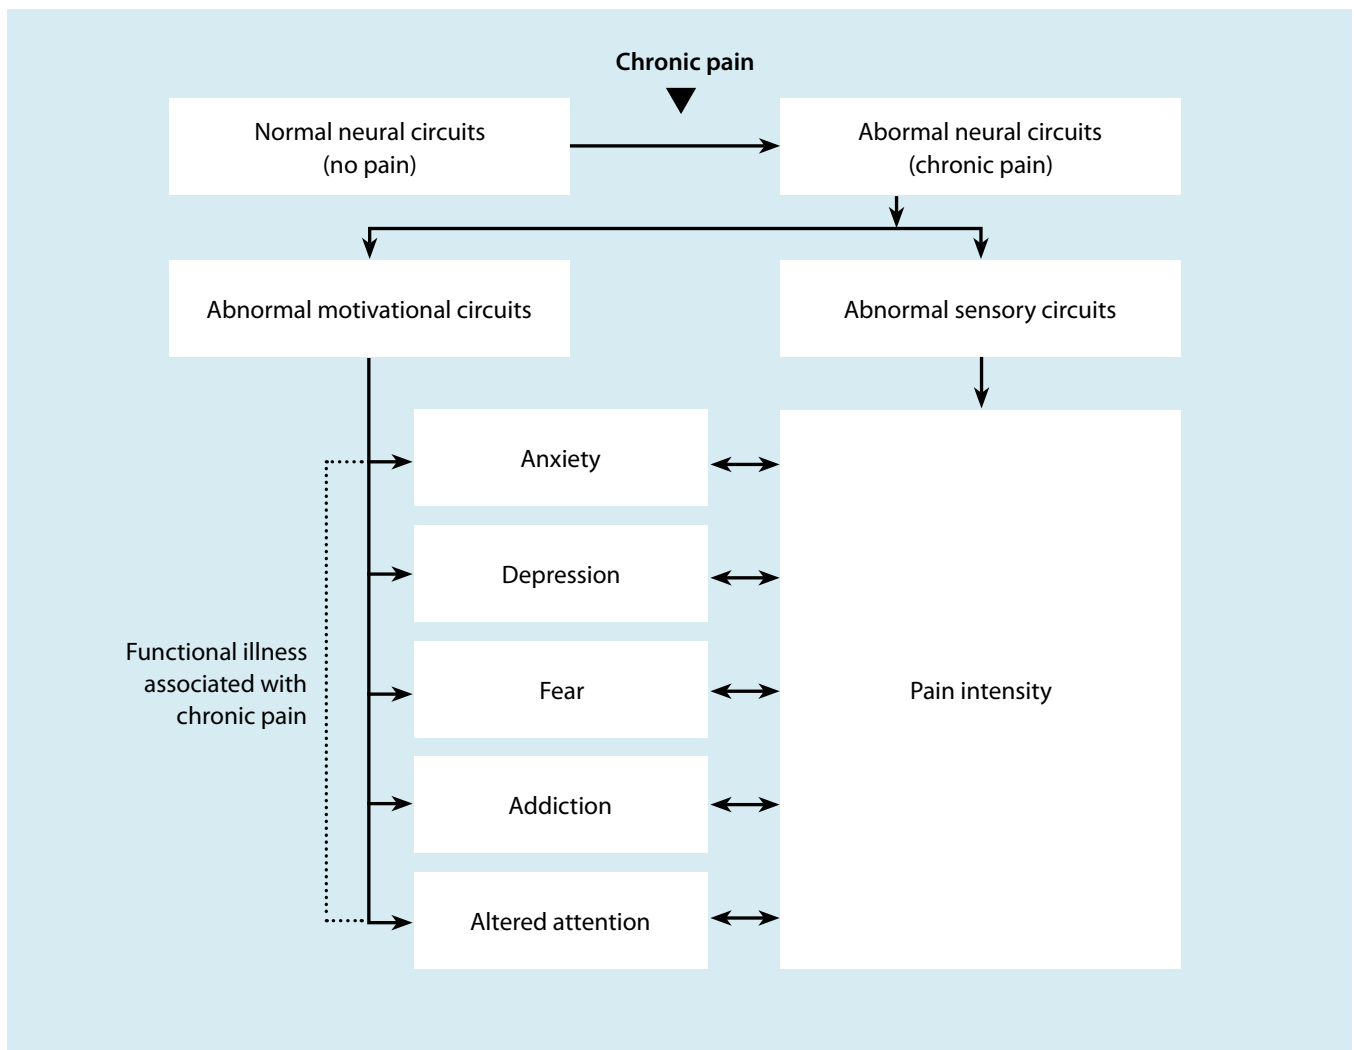 Chronic pain
Normal neural circuits
(no pain)
Abormal neural circuits
(chronic pain)
Abnormal motivational circuits
Abnormal sensory circuits
Anxiety
Depression
Functional illness
associated with
chronic pain
Fear
Pain intensity
Addiction
Altered attention